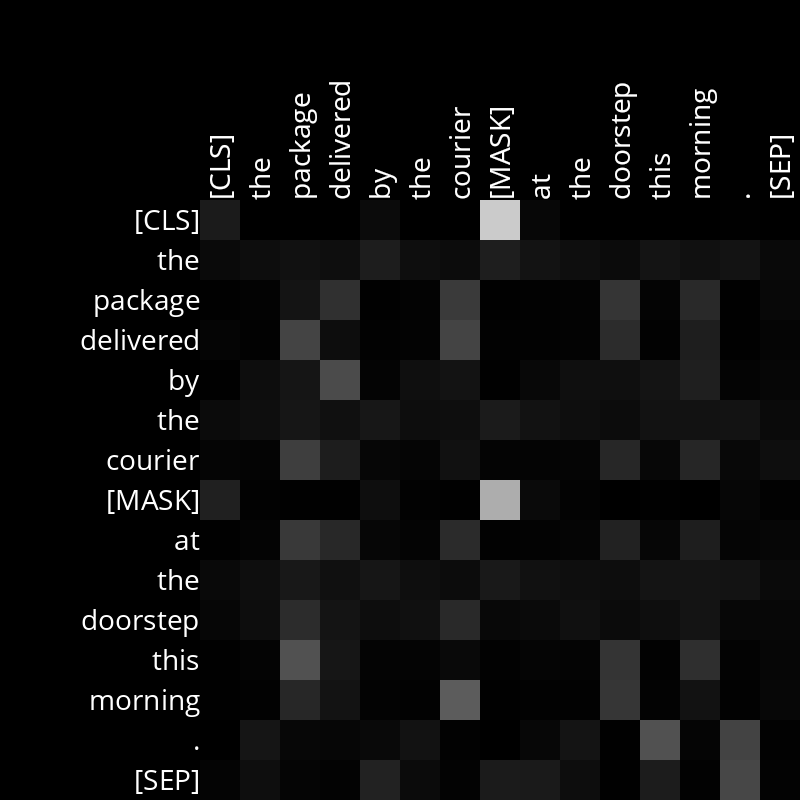 [CLS] the package delivered by the courier [MASK] at the doorstep this morning . [SEP]
[CLS]
the
package
delivered
by
the
courier
[MASK]
at
the
doorstep
this
morning
.
[SEP]